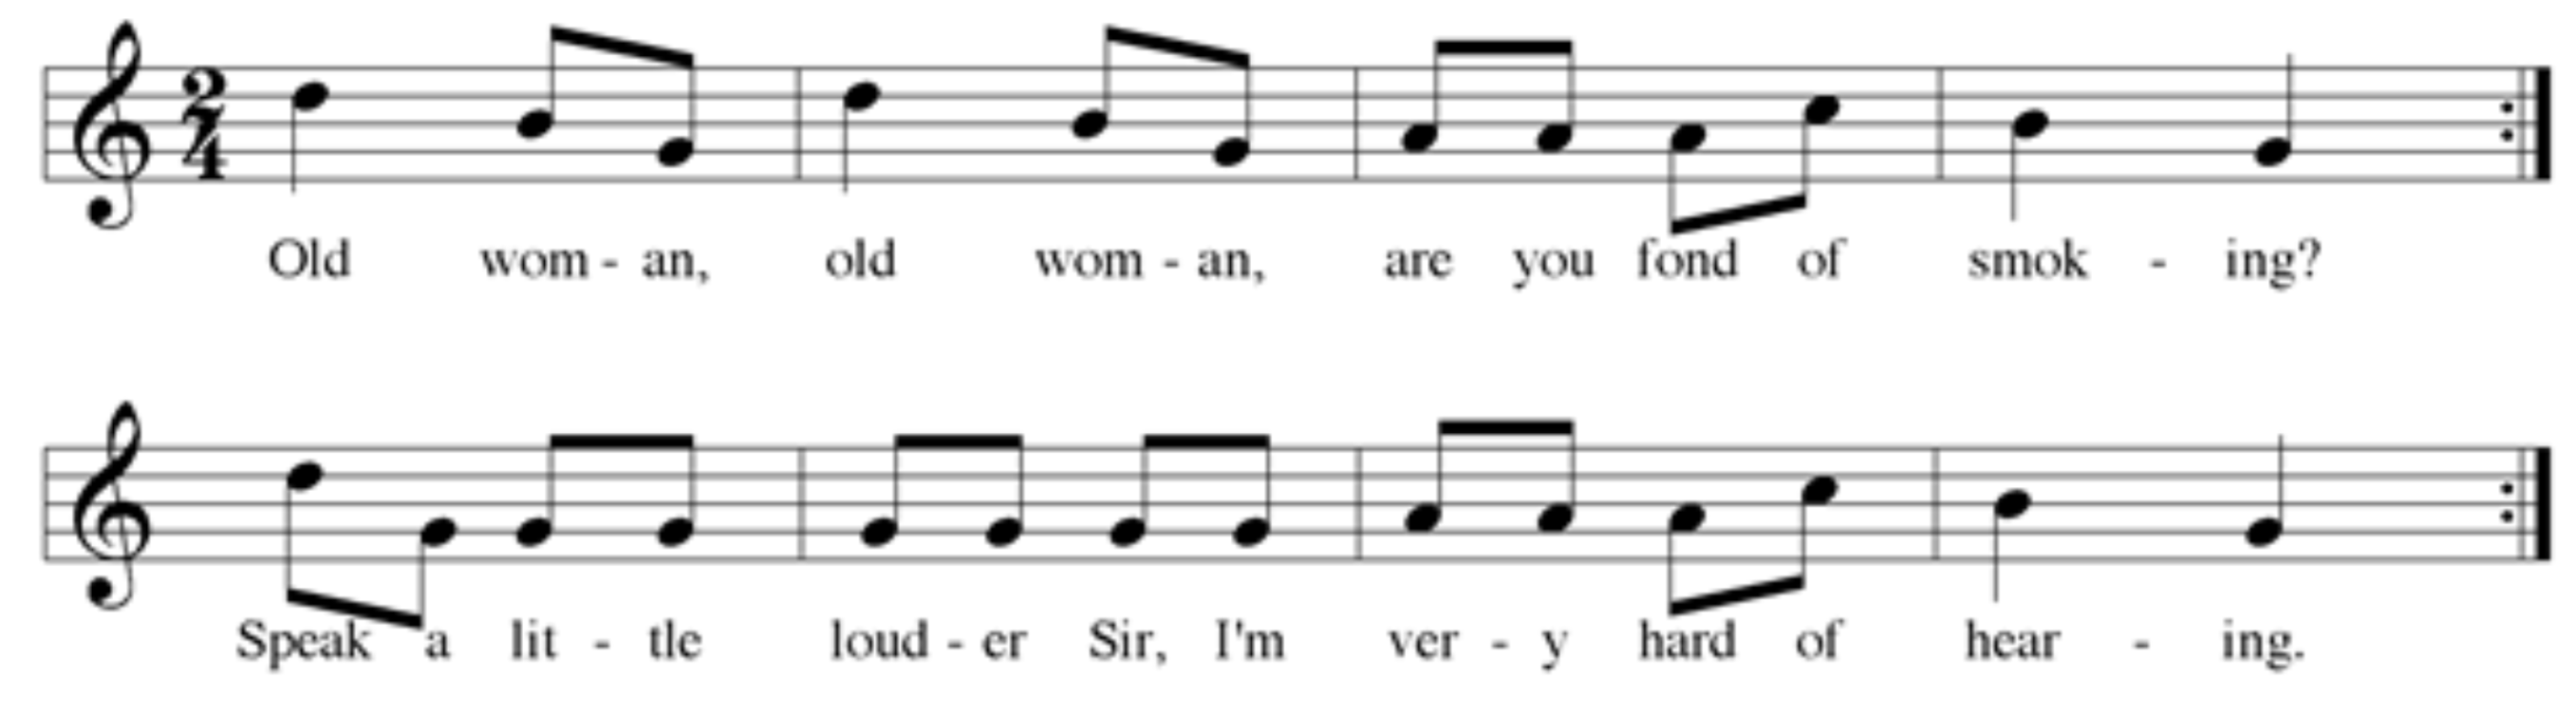 2
4
Old wom - an, old wom - an, are you fond of smok - ing?
Speak a lit - tle loud - er Sir, I'm ver - y hard of hear - ing.